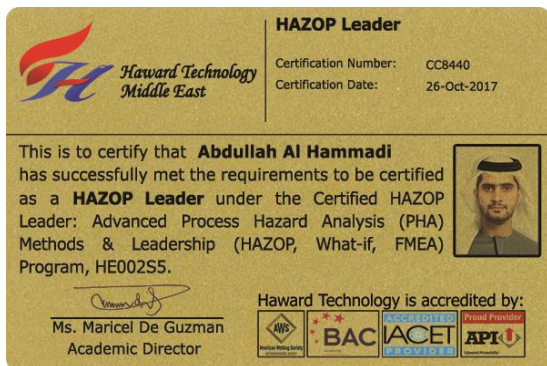 HAZOP Leader
Haward Technology
Middle East
Certification Number: CC8440
Certification Date: 26-Oct-2017
This is to certify that Abdullah Al Hammadi
has successfully met the requirements to be certified
as a HAZOP Leader under the Certified HAZOP
Leader: Advanced Process Hazard Analysis (PHA)
Methods & Leadership (HAZOP, What-if, FMEA)
Program, HE002S5.
Ms. Maricel De Guzman
Academic Director
Haward Technology is accredited by:
AWS
American Welding Society
BAC
ACCREDITED
IACET
PROVIDER
Proud Provider
API U